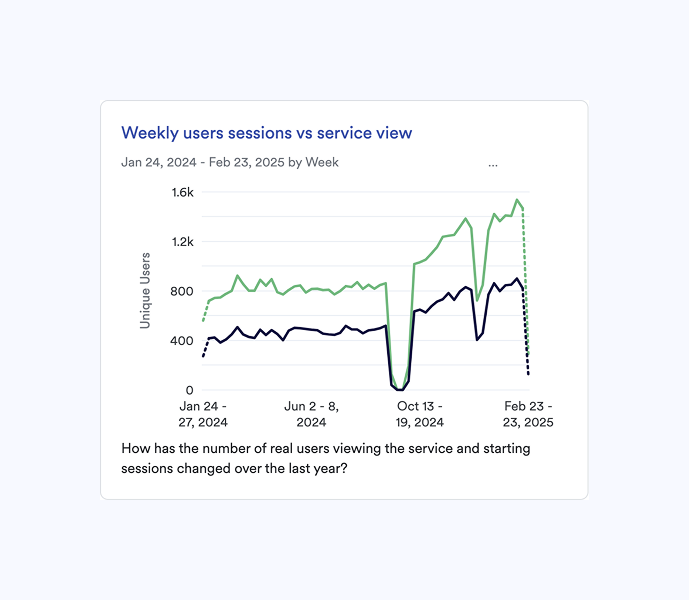 Weekly users sessions vs service view
Jan 24, 2024 - Feb 23, 2025 by Week
...
1.6k
1.2k
800
400
0
Unique Users
Jan 24 -
27, 2024
Jun 2 - 8,
2024
Oct 13 -
19, 2024
Feb 23 -
23, 2025
How has the number of real users viewing the service and starting
sessions changed over the last year?